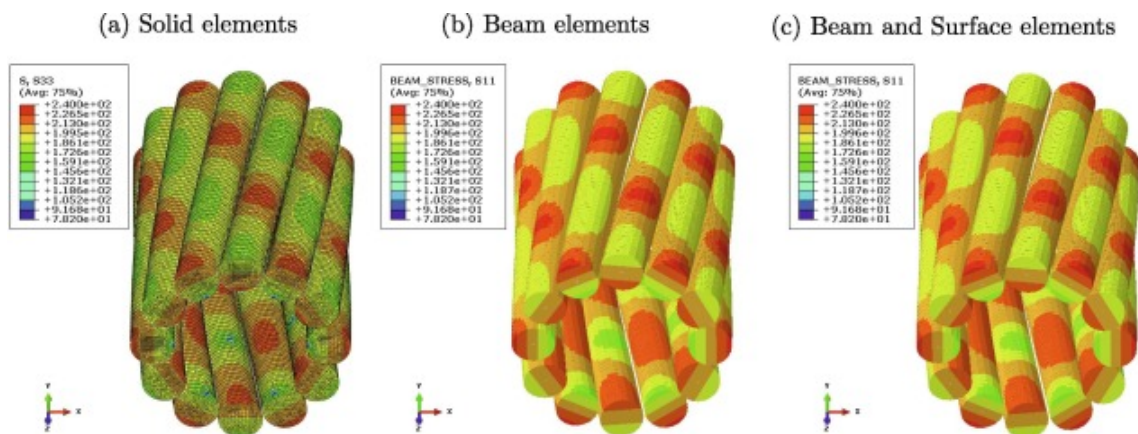 (a) Solid elements
(b) Beam elements
(c) Beam and Surface elements
S, S33
(Avg: 75%)
+2.400e+02
+2.265e+02
+2.130e+02
+1.995e+02
+1.861e+02
+1.726e+02
+1.591e+02
+1.456e+02
+1.321e+02
+1.186e+02
+1.052e+02
+9.168e+01
+7.820e+01
BEAM_STRESS, S11
(Avg: 75%)
+2.400e+02
+2.265e+02
+2.130e+02
+1.996e+02
+1.861e+02
+1.726e+02
+1.591e+02
+1.456e+02
+1.321e+02
+1.187e+02
+1.052e+02
+9.168e+01
+7.820e+01
BEAM_STRESS, S11
(Avg: 75%)
+2.400e+02
+2.265e+02
+2.130e+02
+1.996e+02
+1.861e+02
+1.726e+02
+1.591e+02
+1.456e+02
+1.321e+02
+1.187e+02
+1.052e+02
+9.168e+01
+7.820e+01
Y
X
Z
Y
X
Z
Y
X
Z